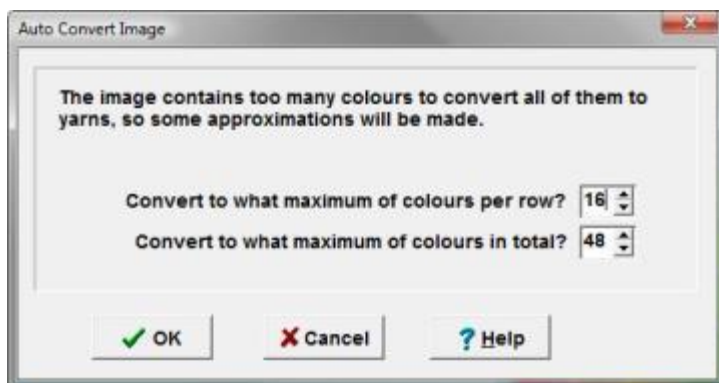 Auto Convert Image
The image contains too many colours to convert all of them to
yarns, so some approximations will be made.
Convert to what maximum of colours per row? 16
Convert to what maximum of colours in total? 48
OK Cancel Help